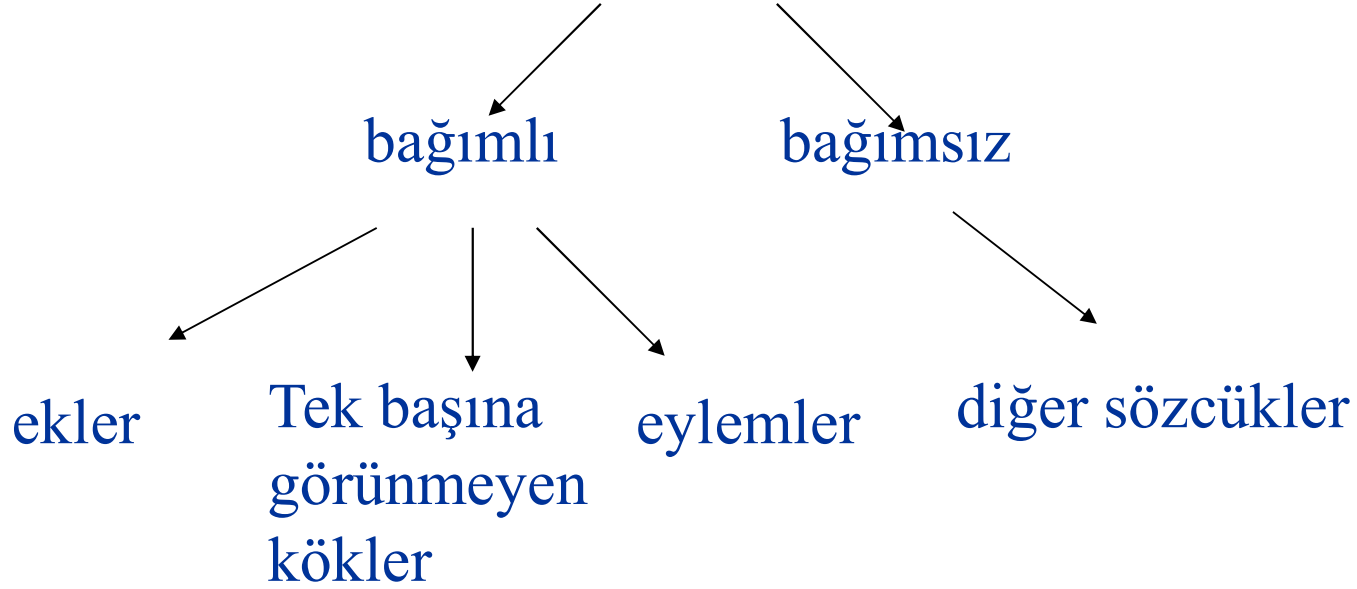 bağımlı
bağımsız
ekler
Tek başına
görünmeyen
kökler
eylemler
diğer sözcükler